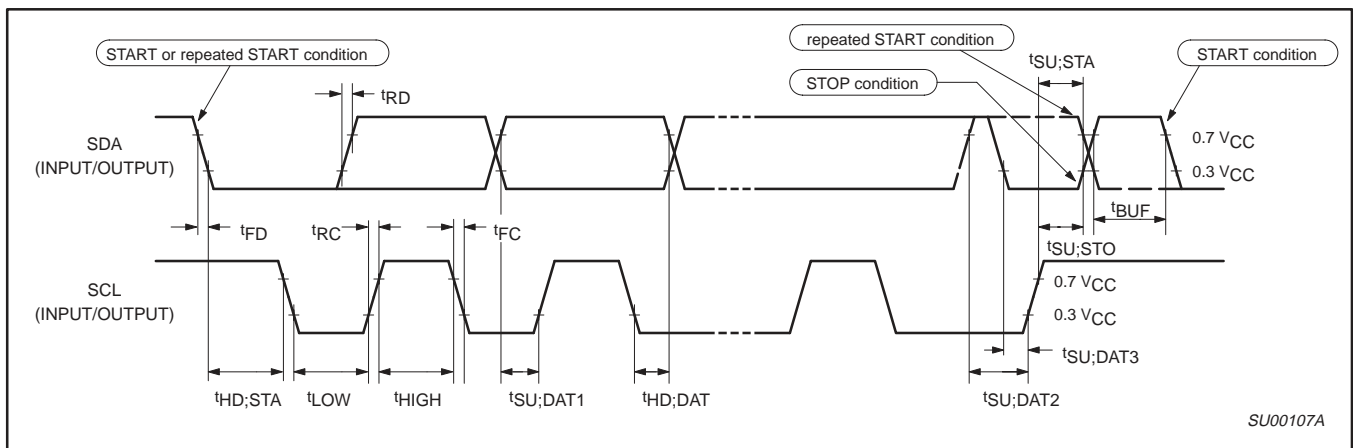 START or repeated START condition
repeated START condition
tSU;STA
START condition
STOP condition
tRD
SDA
(INPUT/OUTPUT)
0.7 VCC
0.3 VCC
tBUF
tFD
tRC
tFC
tSU;STO
SCL
(INPUT/OUTPUT)
0.7 VCC
0.3 VCC
tSU;DAT3
tHD;STA
tLOW
tHIGH
tSU;DAT1
tHD;DAT
tSU;DAT2
SU00107A